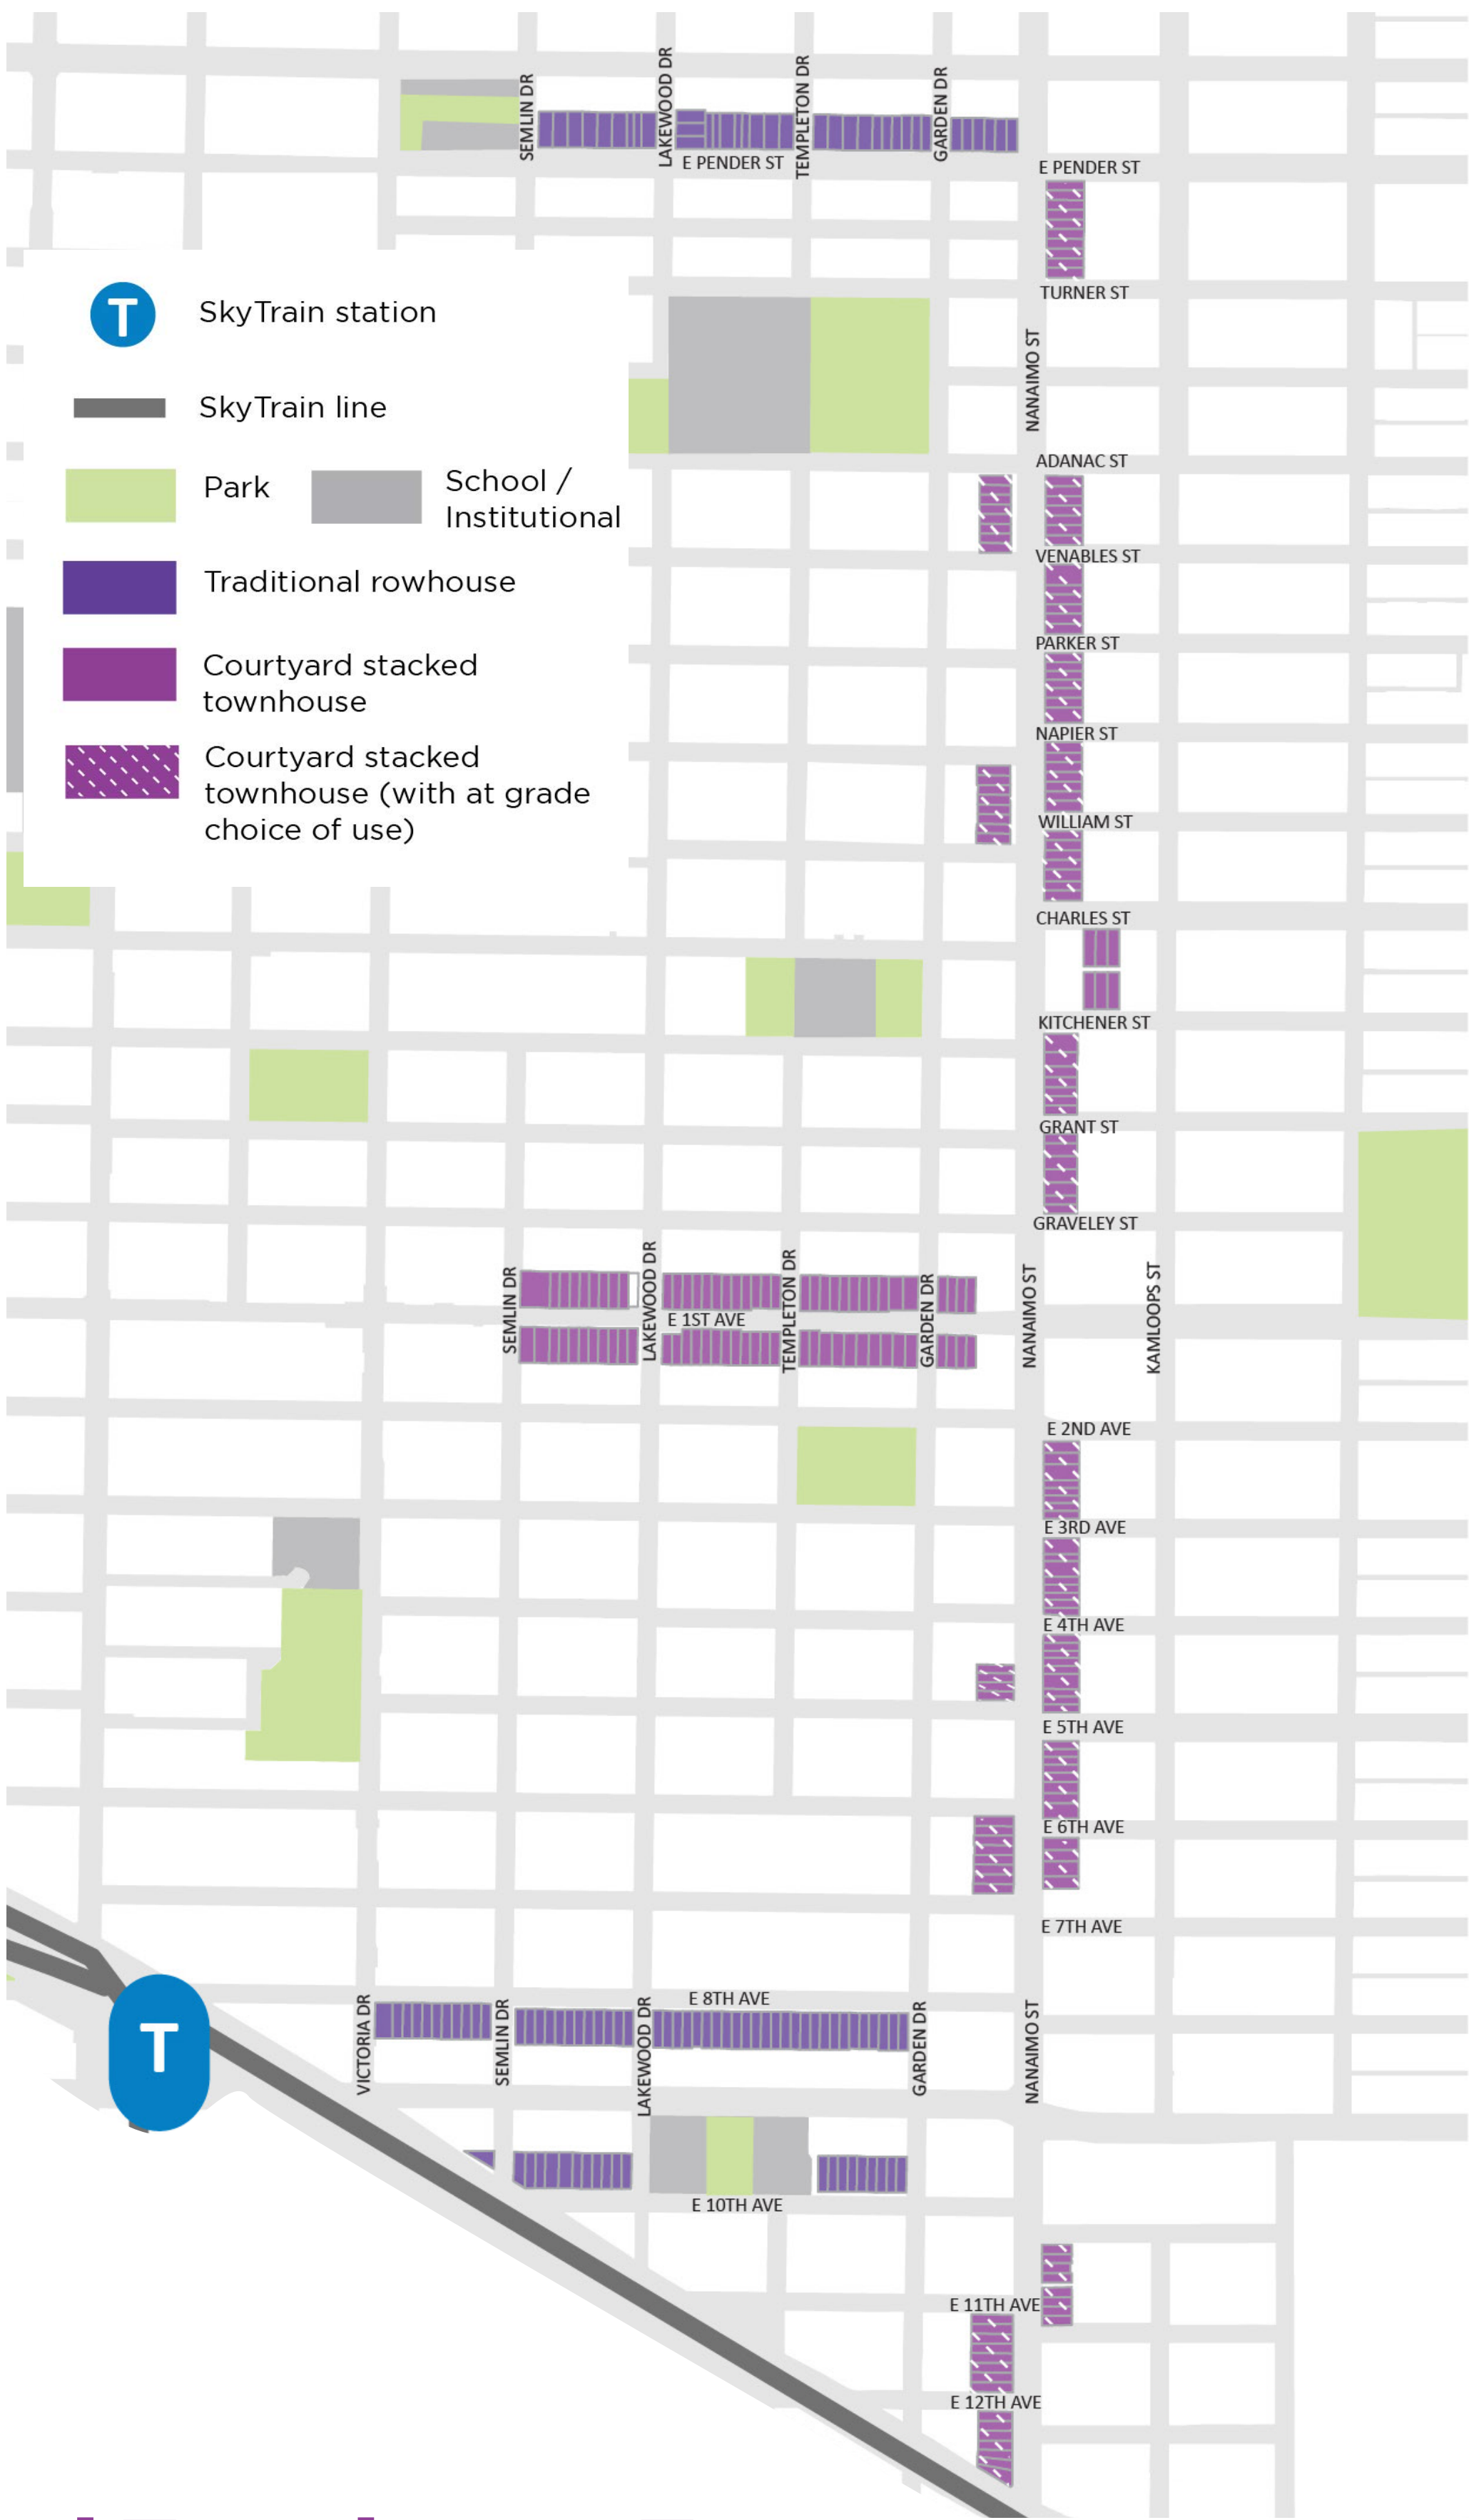 SEMLIN DR
LAKEWOOD DR
TEMPLETON DR
GARDEN DR
E PENDER ST
E PENDER ST
TURNER ST
NANAIMO ST
T
SkyTrain station
SkyTrain line
Park
School /
Institutional
Traditional rowhouse
Courtyard stacked
townhouse
Courtyard stacked
townhouse (with at grade
choice of use)
ADANAC ST
VENABLES ST
PARKER ST
NAPIER ST
WILLIAM ST
CHARLES ST
KITCHENER ST
GRANT ST
GRAVELEY ST
SEMLIN DR
LAKEWOOD DR
E 1ST AVE
TEMPLETON DR
GARDEN DR
NANAIMO ST
KAMLOOPS ST
E 2ND AVE
E 3RD AVE
E 4TH AVE
E 5TH AVE
E 6TH AVE
E 7TH AVE
T
VICTORIA DR
SEMLIN DR
LAKEWOOD DR
E 8TH AVE
GARDEN DR
NANAIMO ST
E 10TH AVE
E 11TH AVE
E 12TH AVE